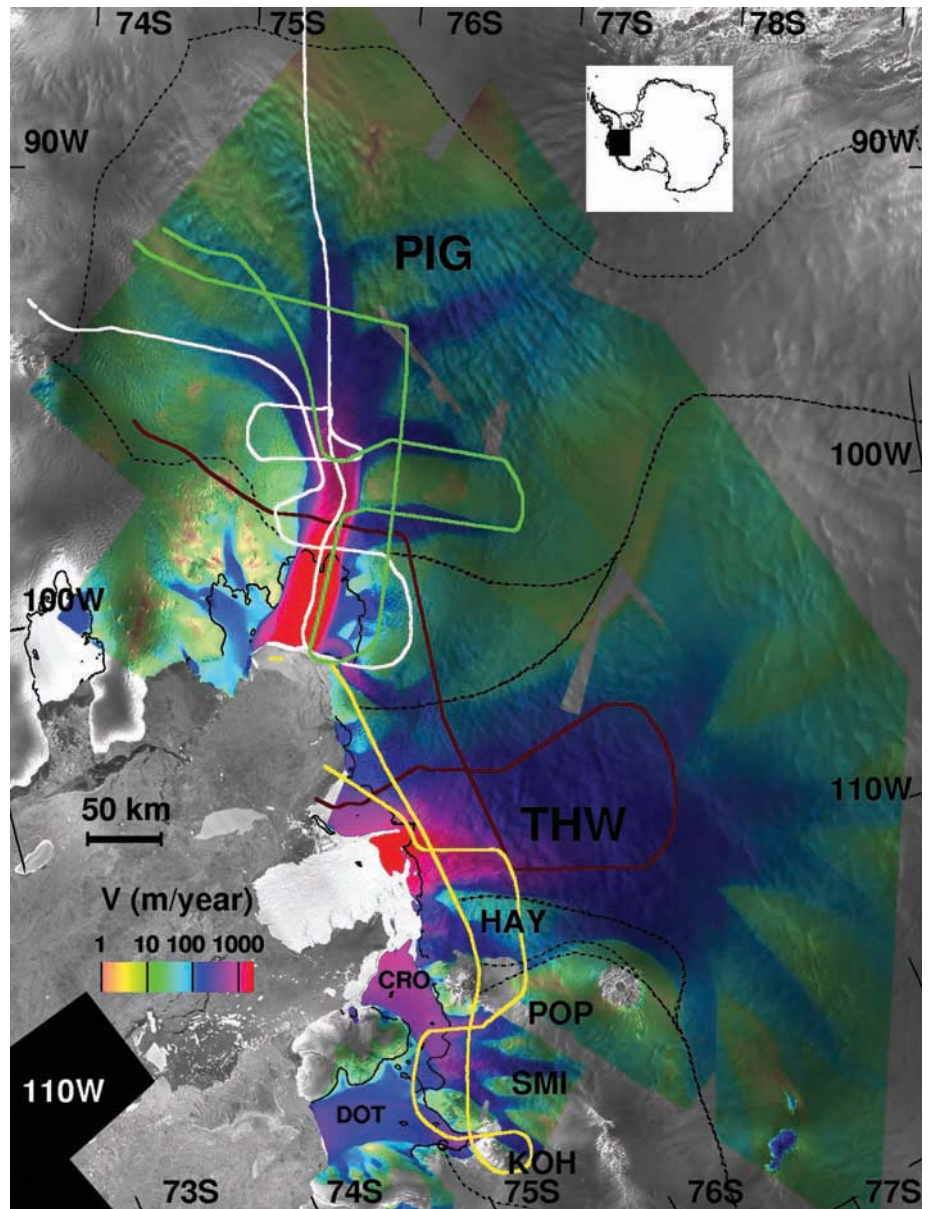 74S 75S 76S 77S 78S
90W 90W
PIG
100W
100W
110W
50 km
THW
V (m/year)
1 10 100 1000
HAY
CRO
POP
110W
SMI
DOT
KOH
73S 74S 75S 76S 77S